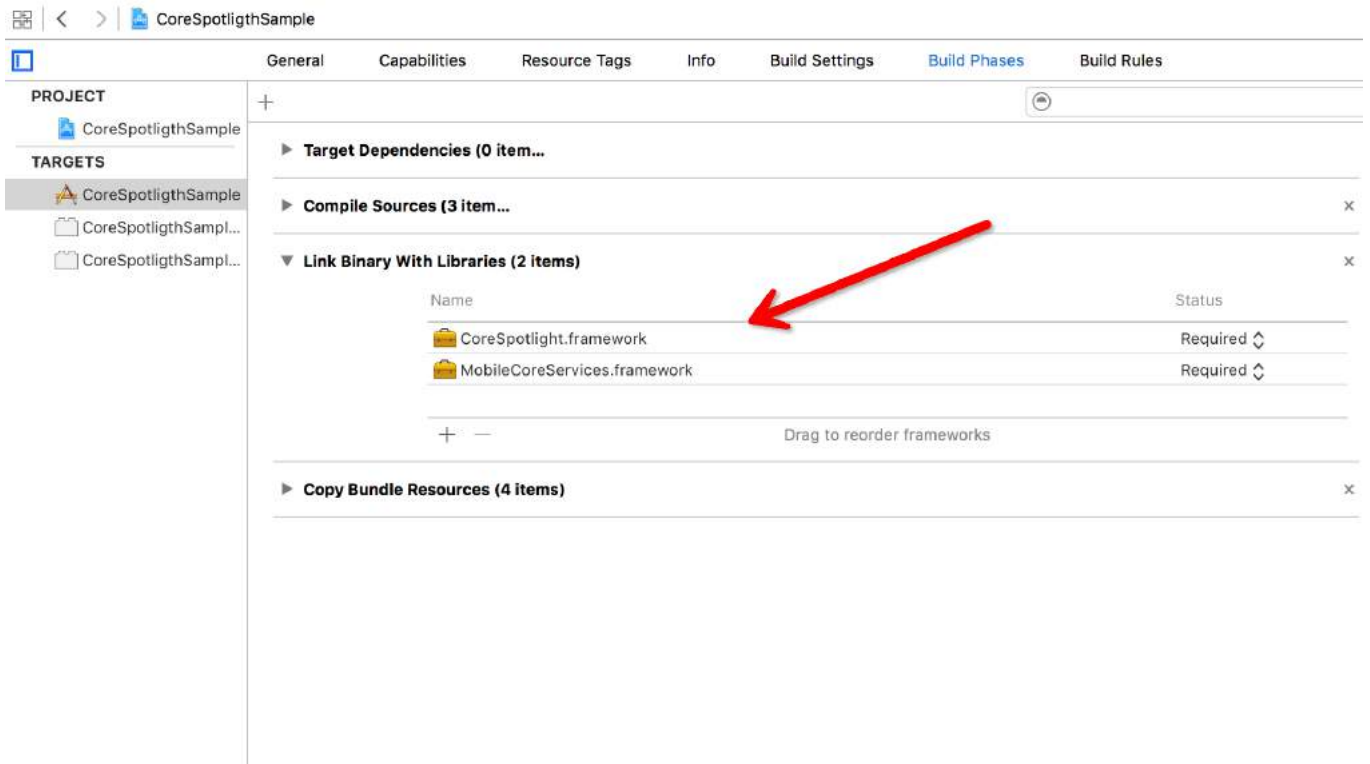 CoreSpotligthSample
General Capabilities Resource Tags Info Build Settings Build Phases Build Rules
PROJECT
CoreSpotligthSample
TARGETS
CoreSpotligthSample
CoreSpotligthSampl...
CoreSpotligthSampl...
Target Dependencies (0 item...
Compile Sources (3 item...
Link Binary With Libraries (2 items)
Name Status
CoreSpotlight.framework Required
MobileCoreServices.framework Required
Drag to reorder frameworks
Copy Bundle Resources (4 items)